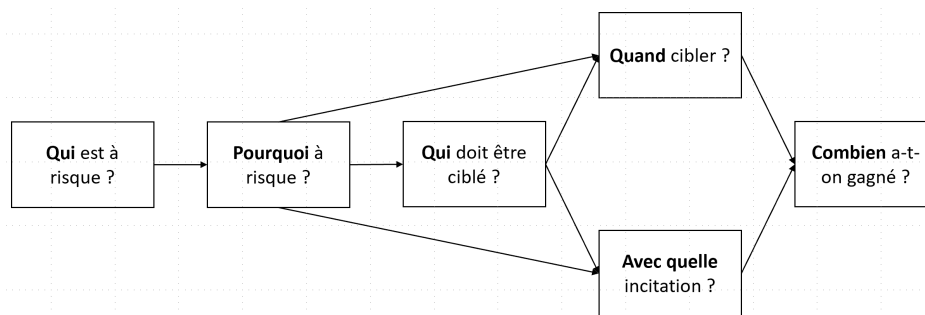 Qui est à
risque ?
Pourquoi à
risque ?
Qui doit être
ciblé ?
Quand cibler ?
Avec quelle
incitation ?
Combien a-t-
on gagné ?